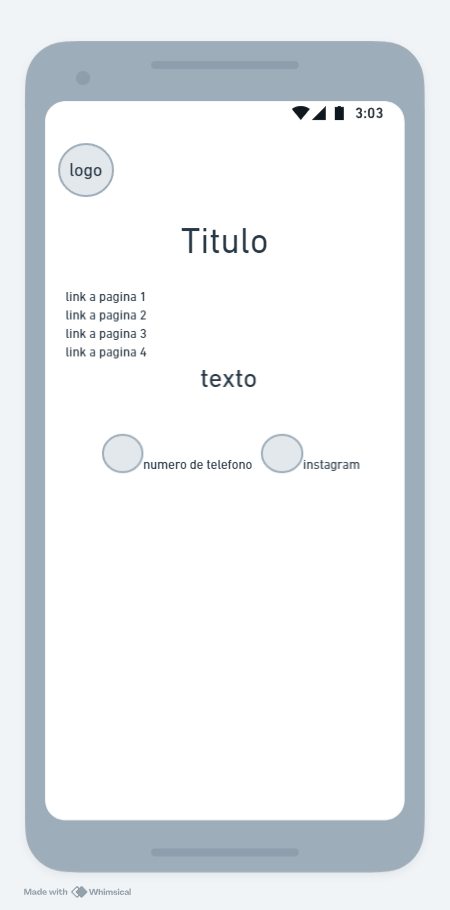 3:03
logo
Titulo
link a pagina 1
link a pagina 2
link a pagina 3
link a pagina 4
texto
numero de telefono
instagram
Made with Whimsical